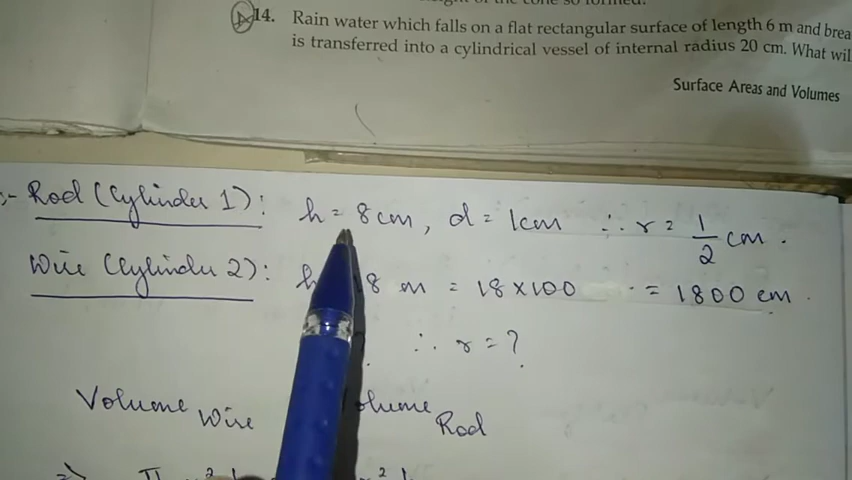 14. Rain water which falls on a flat rectangular surface of length 6 m and
is transferred into a cylindrical vessel of internal radius 20 cm. What
Surface Areas and Volumes
:- Rod (Cylinder 1): h = 8 cm, d = 1cm ∴ r = 1/2 cm.
Wire (Cylinder 2): h 8 m = 18×100 = 1800 cm.
∴ r = ?
Volume Wire Volume Rod
⇒ π